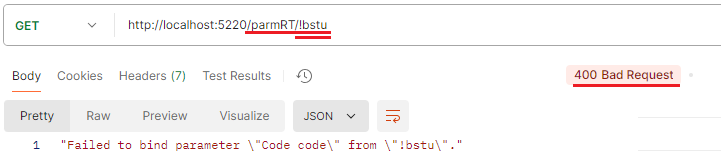 GET http://localhost:5220/parmRT/!bstu
Body Cookies Headers (7) Test Results
400 Bad Request
Pretty Raw Preview Visualize JSON
1 "Failed to bind parameter \"Code code\" from \"!bstu\"."